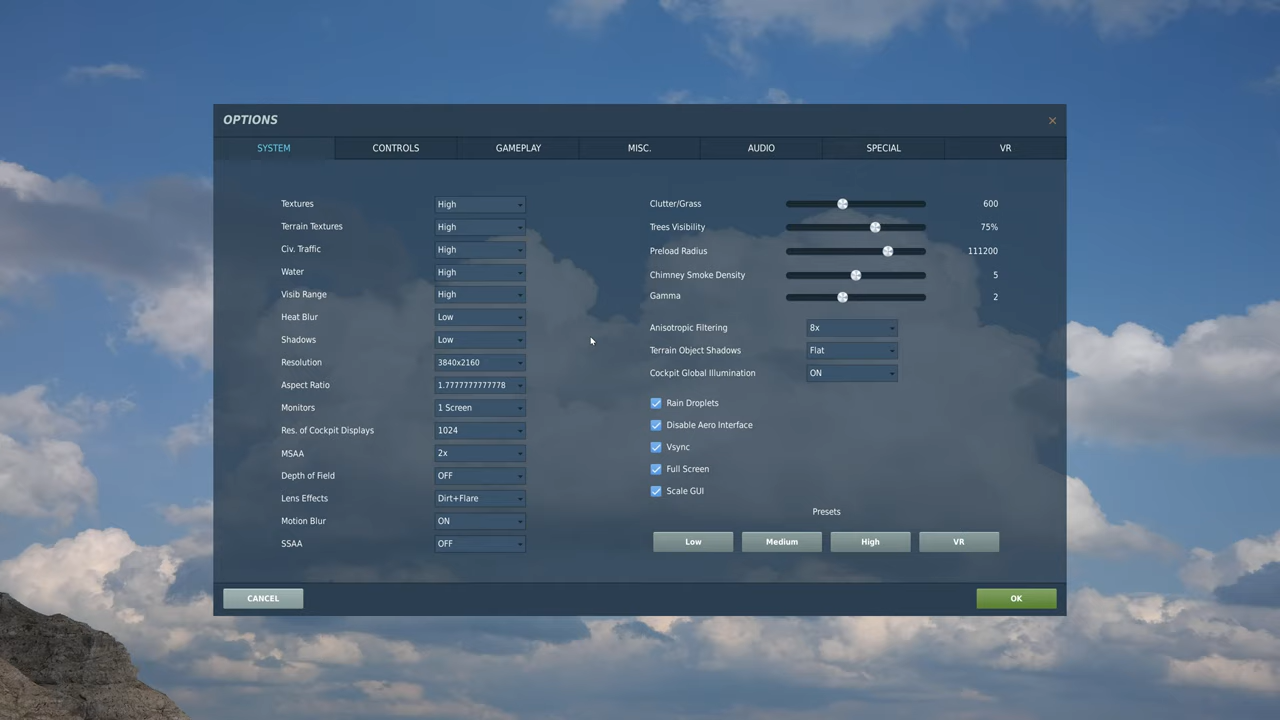 OPTIONS
SYSTEM CONTROLS GAMEPLAY MISC. AUDIO SPECIAL VR
Textures High
Terrain Textures High
Civ. Traffic High
Water High
Visib Range High
Heat Blur Low
Shadows Low
Resolution 3840x2160
Aspect Ratio 1.7777777777778
Monitors 1 Screen
Res. of Cockpit Displays 1024
MSAA 2x
Depth of Field OFF
Lens Effects Dirt+Flare
Motion Blur ON
SSAA OFF
Clutter/Grass 600
Trees Visibility 75%
Preload Radius 111200
Chimney Smoke Density 5
Gamma 2
Anisotropic Filtering 8x
Terrain Object Shadows Flat
Cockpit Global Illumination ON
Rain Droplets
Disable Aero Interface
Vsync
Full Screen
Scale GUI
Presets
Low Medium High VR
CANCEL OK